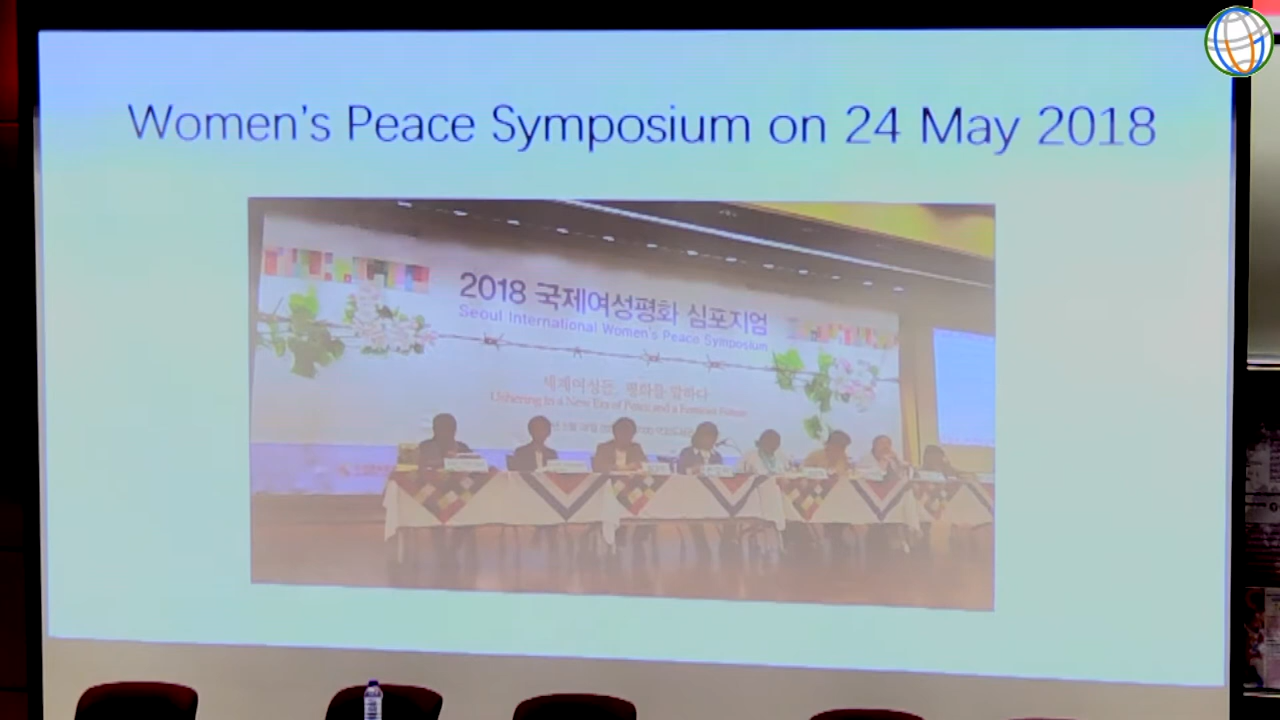 Women's Peace Symposium on 24 May 2018
2018 국제여성평화 심포지엄
Seoul International Women's Peace Symposium
세계여성들, 평화를 말하다
Ushering in a New Era of Peace and a Feminist Future